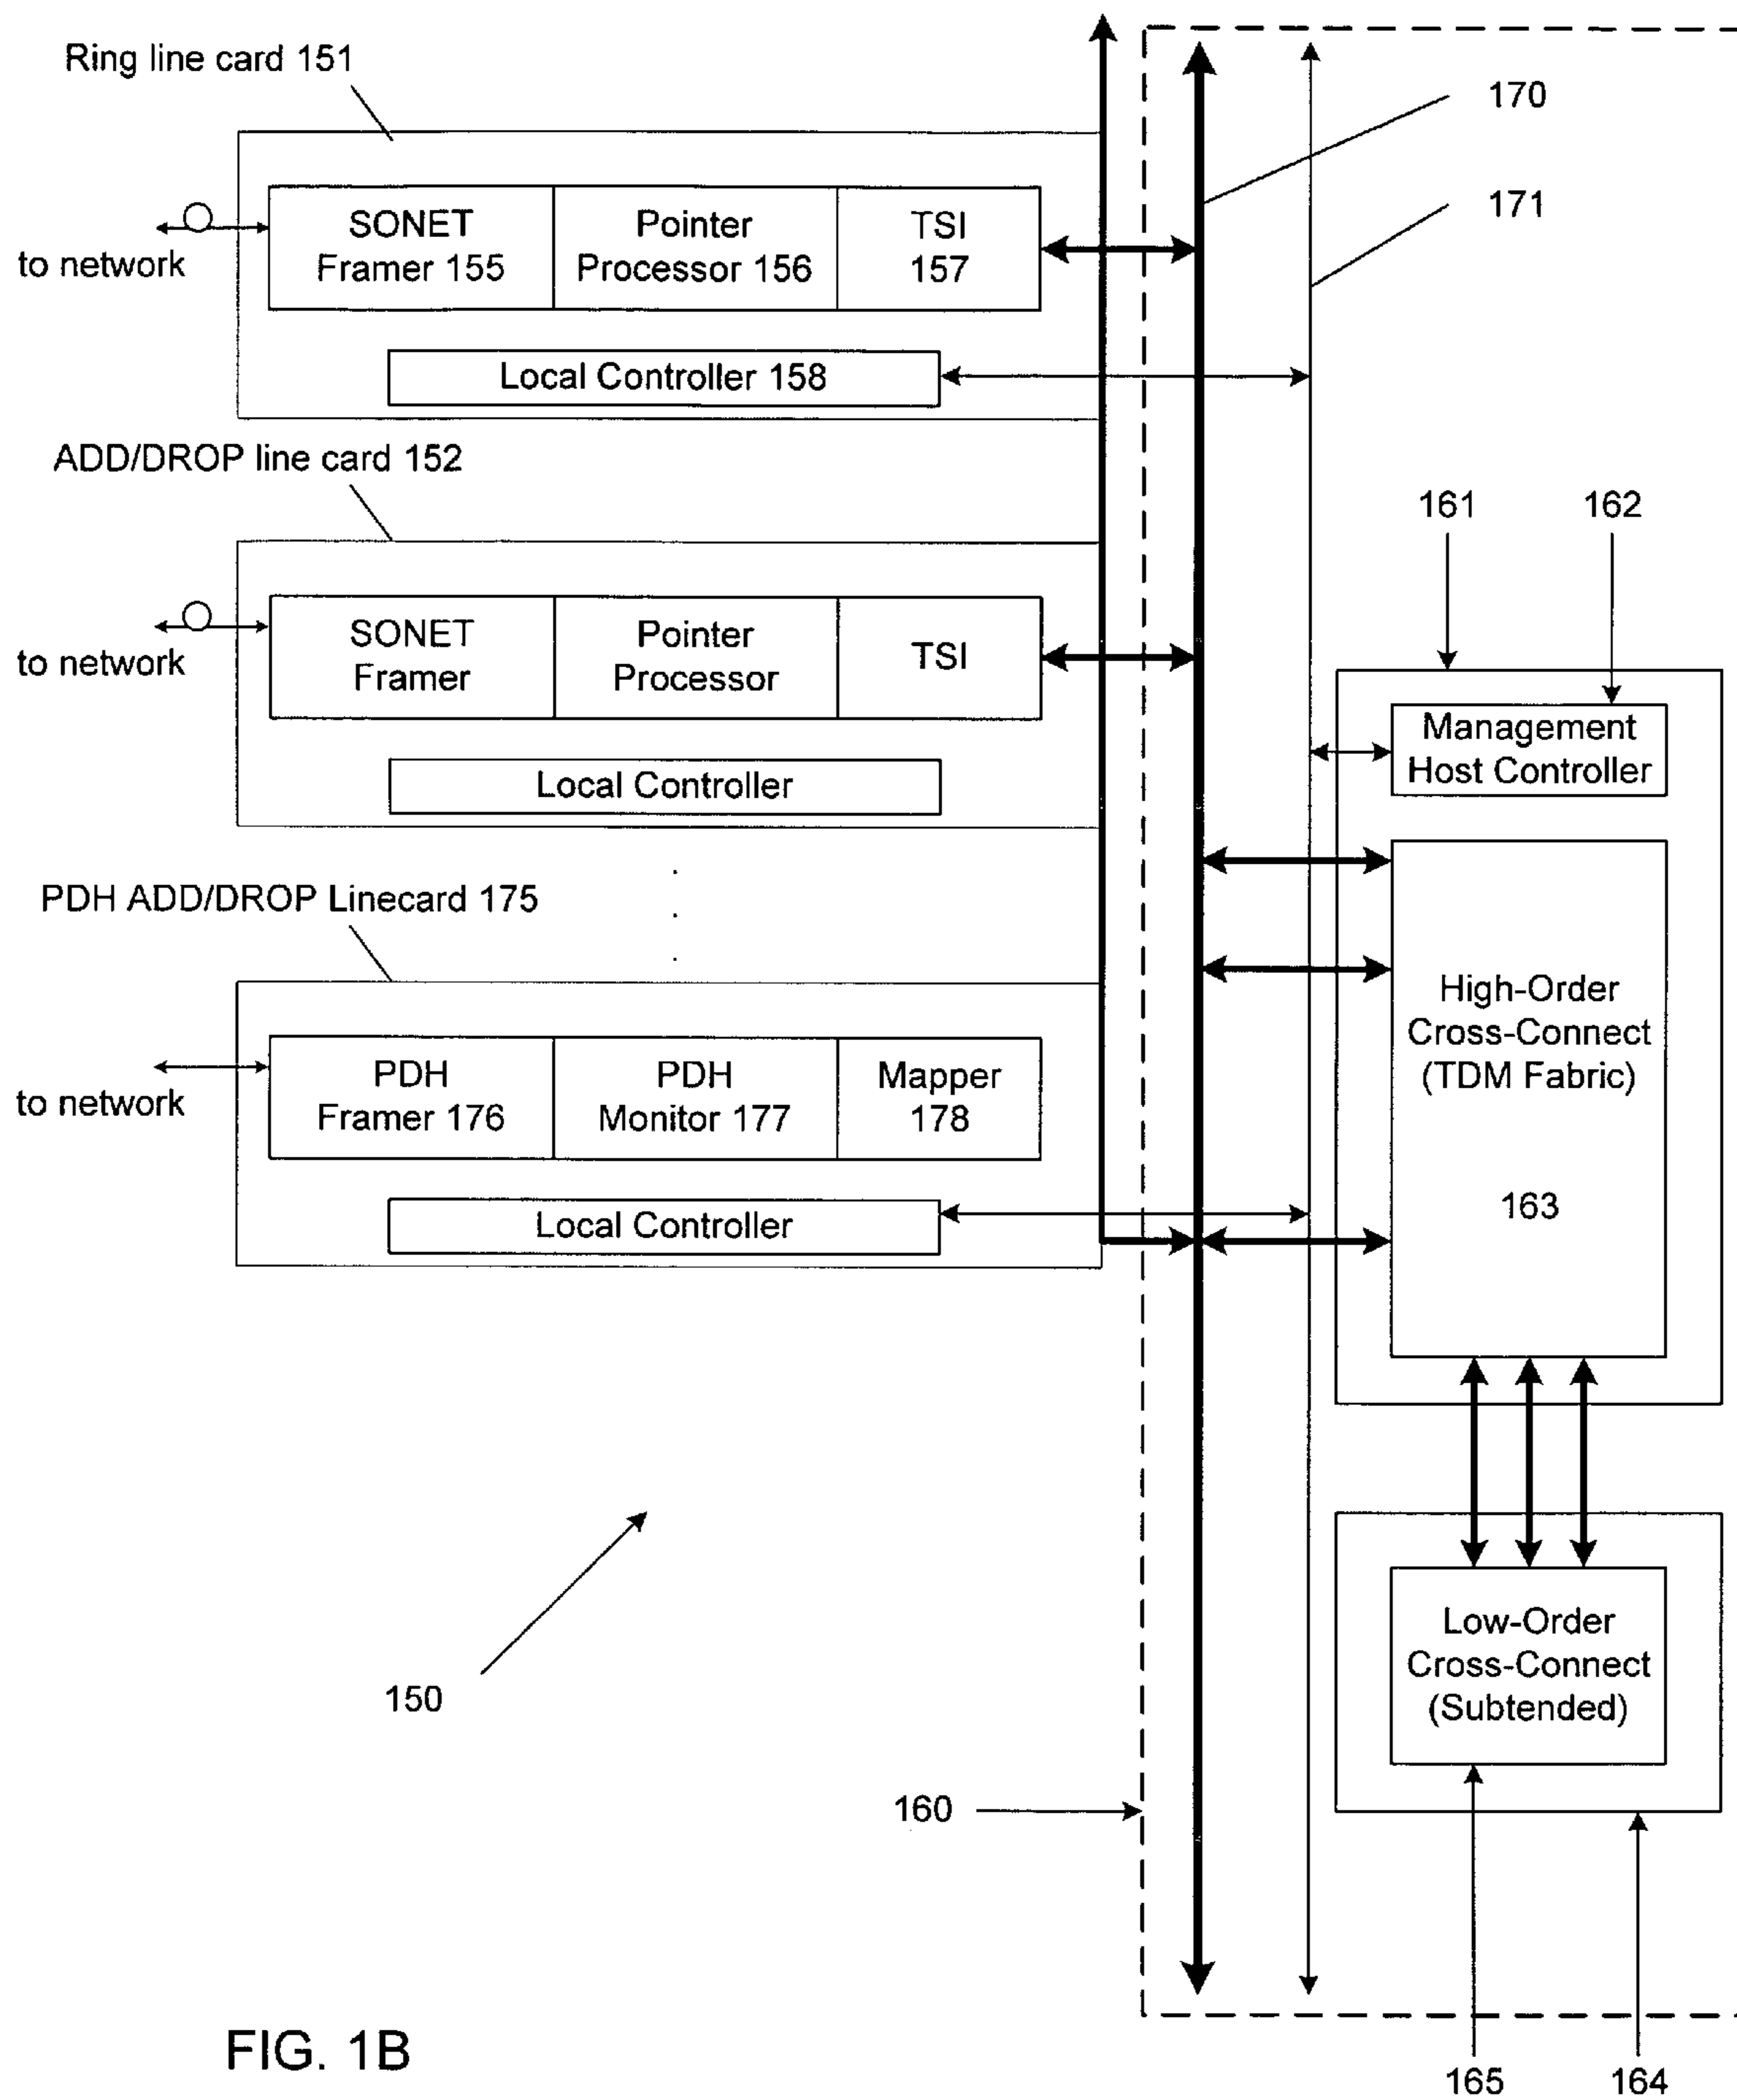 Ring line card 151
170
171
to network
SONET
Framer 155
Pointer
Processor 156
TSI
157
Local Controller 158
ADD/DROP line card 152
161
162
to network
SONET
Framer
Pointer
Processor
TSI
Local Controller
Management
Host Controller
PDH ADD/DROP Linecard 175
to network
PDH
Framer 176
PDH
Monitor 177
Mapper
178
Local Controller
High-Order
Cross-Connect
(TDM Fabric)
163
150
160
Low-Order
Cross-Connect
(Subtended)
165
164
FIG. 1B